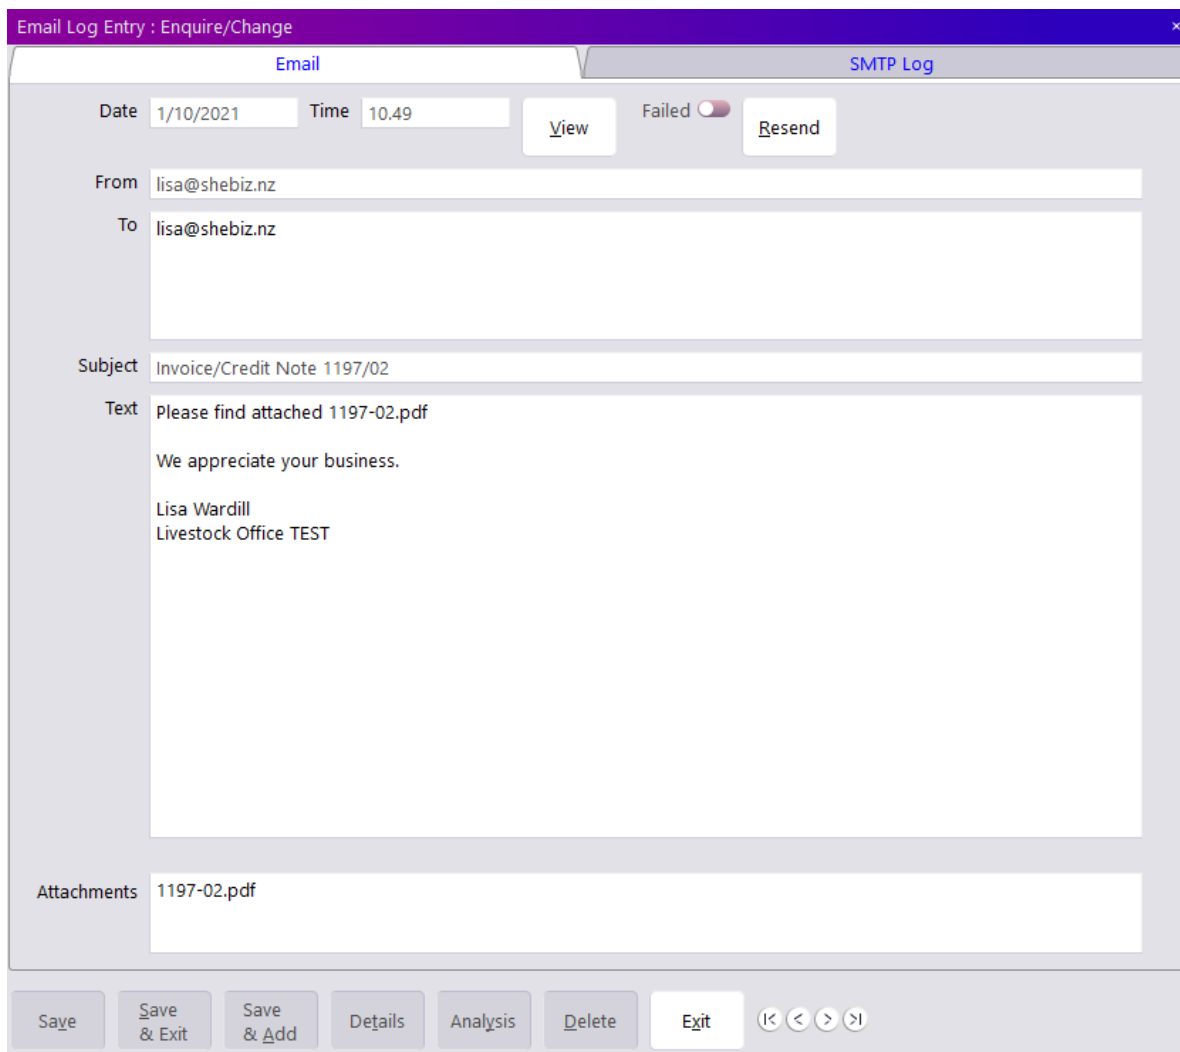 Email Log Entry : Enquire/Change
Email
SMTP Log
Date 1/10/2021 Time 10.49 View Failed Resend
From lisa@shebiz.nz
To lisa@shebiz.nz
Subject Invoice/Credit Note 1197/02
Text Please find attached 1197-02.pdf
We appreciate your business.
Lisa Wardill
Livestock Office TEST
Attachments 1197-02.pdf
Save
Save
& Exit
Save
& Add
Details
Analysis
Delete
Exit